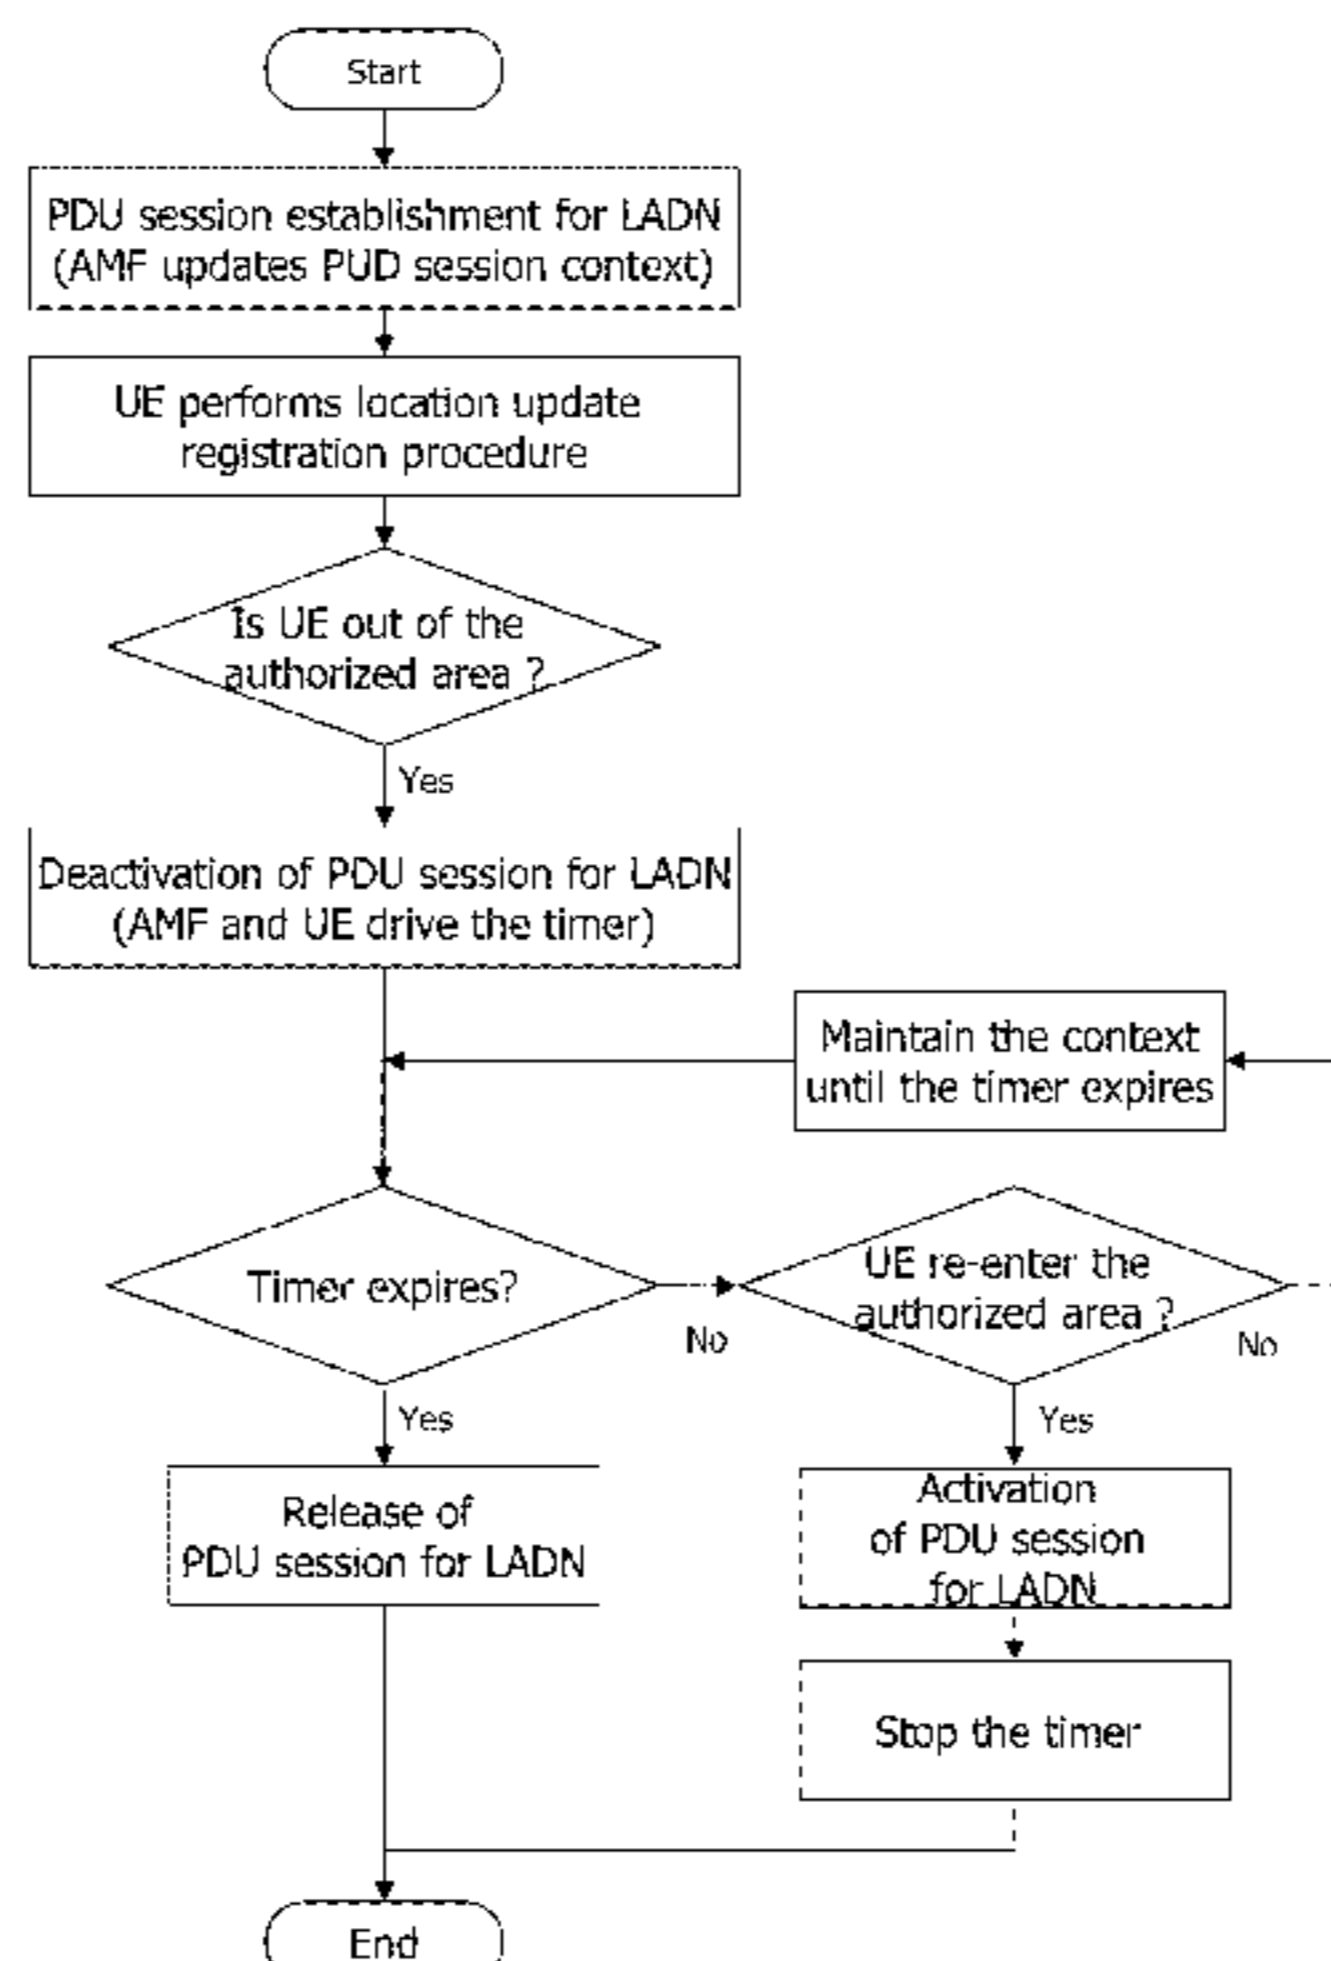 Start
PDU session establishment for LADN
(AMF updates PUD session context)
UE performs location update
registration procedure
Is UE out of the
authorized area ?
Yes
Deactivation of PDU session for LADN
(AMF and UE drive the timer)
Maintain the context
until the timer expires
Timer expires?
No
UE re-enter the
authorized area ?
No
Yes
Yes
Release of
PDU session for LADN
Activation
of PDU session
for LADN
Stop the timer
End